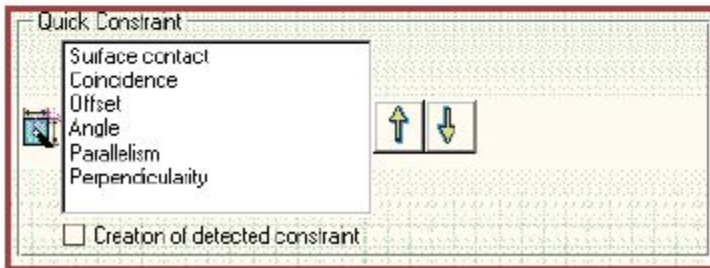 Quick Constraint
Surface contact
Coincidence
Offset
Angle
Parallelism
Perpendicularity
Creation of detected constraint